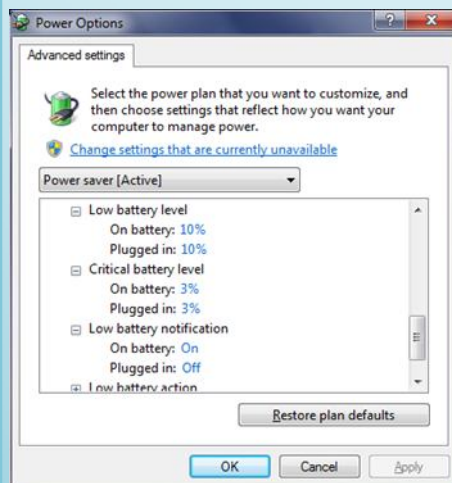 Power Options
Advanced settings
Select the power plan that you want to customize, and
then choose settings that reflect how you want your
computer to manage power.
Change settings that are currently unavailable
Power saver [Active]
Low battery level
On battery: 10%
Plugged in: 10%
Critical battery level
On battery: 3%
Plugged in: 3%
Low battery notification
On battery: On
Plugged in: Off
Low battery action
Restore plan defaults
OK Cancel Apply